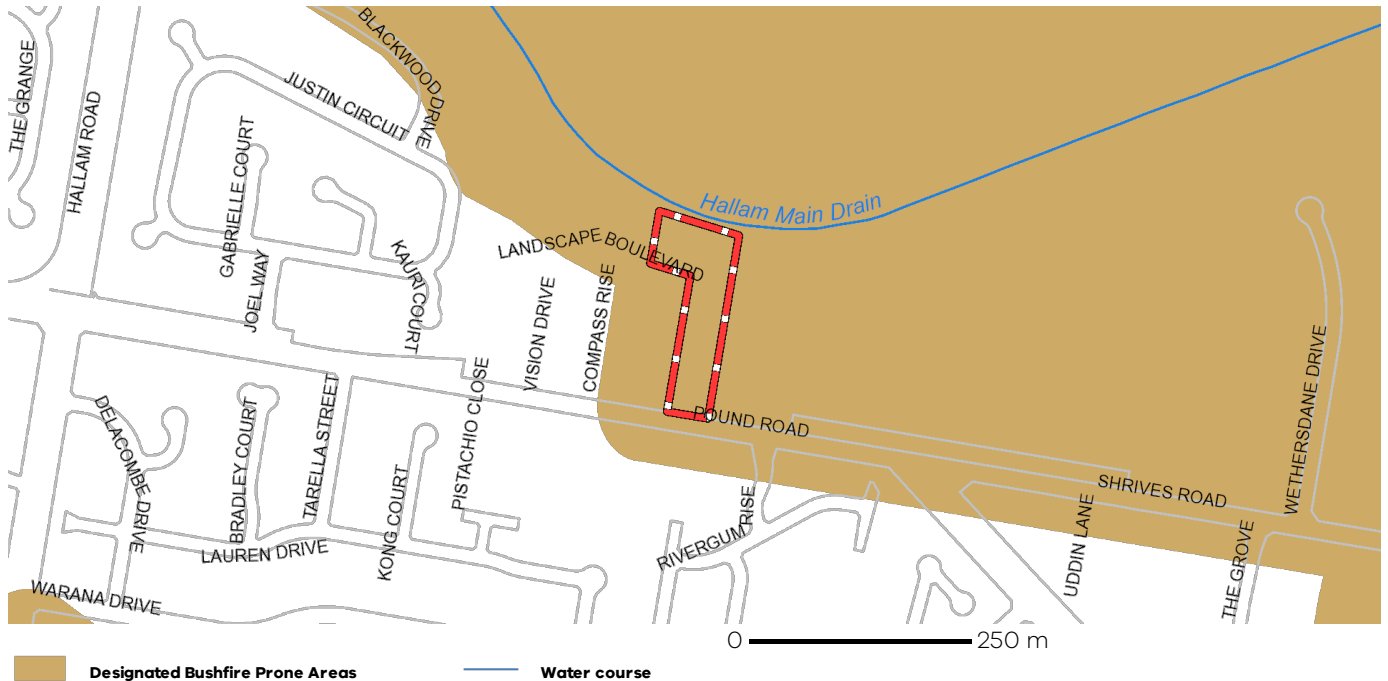 BLACKWOOD DRIVE
THE GRANGE
HALLAM ROAD
JUSTIN CIRCUIT
GABRIELLE COURT
Hallam Main Drain
LANDSCAPE BOULEVARD
KAURI COURT
JOEL WAY
VISION DRIVE
COMPASS RISE
PISTACHIO CLOSE
WETHERSDANE DRIVE
DELACOMBE DRIVE
BRADLEY COURT
TARELLA STREET
POUND ROAD
KONG COURT
SHRIVES ROAD
RIVERGUM RISE
UDDIN LANE
THE GROVE
LAUREN DRIVE
WARANA DRIVE
0 250 m
Designated Bushfire Prone Areas
Water course